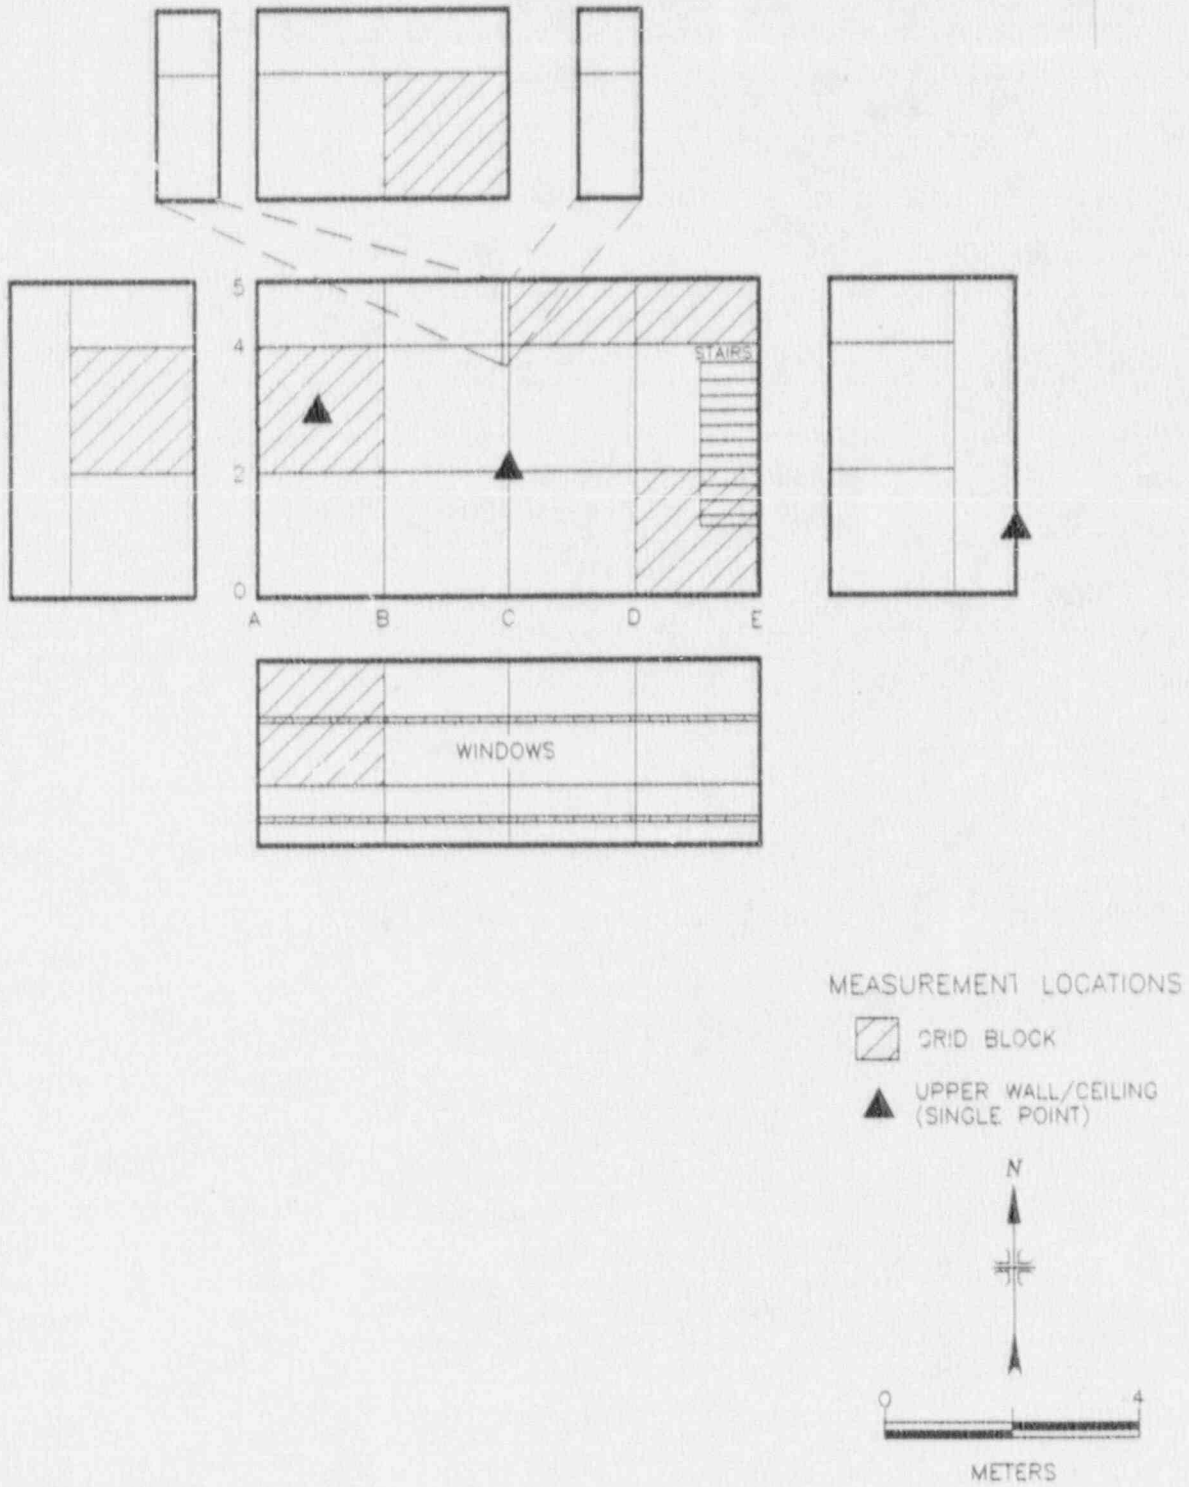 5
4
STAIRS
2
0
A B C D E
WINDOWS
MEASUREMENT LOCATIONS
GRID BLOCK
UPPER WALL/CEILING
(SINGLE POINT)
N
0 4
METERS